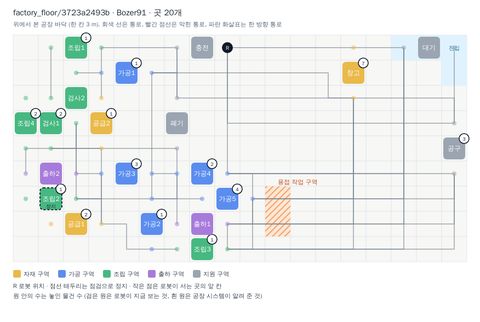 factory_floor/3723a2493c0b · Bozer91 · 곳 20개
위에서 본 공장 바닥 (한 칸 3 m). 회색 선은 통로, 빨간 점선은 막힌 통로, 파란 화살표는 한 방향 통로
조립3 1 충전 R 대기 전입
가공1 1 창고 7
검사2
조립4 2 검사1 2 공급2 1 폐기
공구 3
출하2 가공3 3 가공4 2
용접 작업 구역
조립2 1 가공5 4
공급1 2 가공2 1 출하1
조립3 1
자재 구역 가공 구역 조립 구역 출하 구역 지원 구역
R 로봇 위치 · 점선 테두리는 점검으로 정지 · 작은 점은 로봇이 서는 곳의 앞 칸
원 안의 수는 놓인 물건 수 (검은 원은 로봇이 지금 보는 것, 흰 원은 공장 시스템이 알려 준 것)